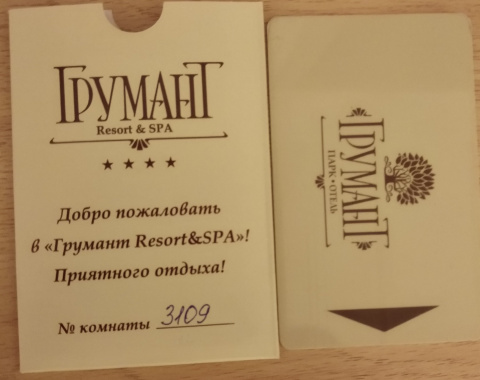 ГРУМАНТ
Resort & SPA
Добро пожаловать
в «Грумант Resort&SPA»!
Приятного отдыха!
№ комнаты 3109
ГРУМАНТ
ПАРК • ОТЕЛЬ